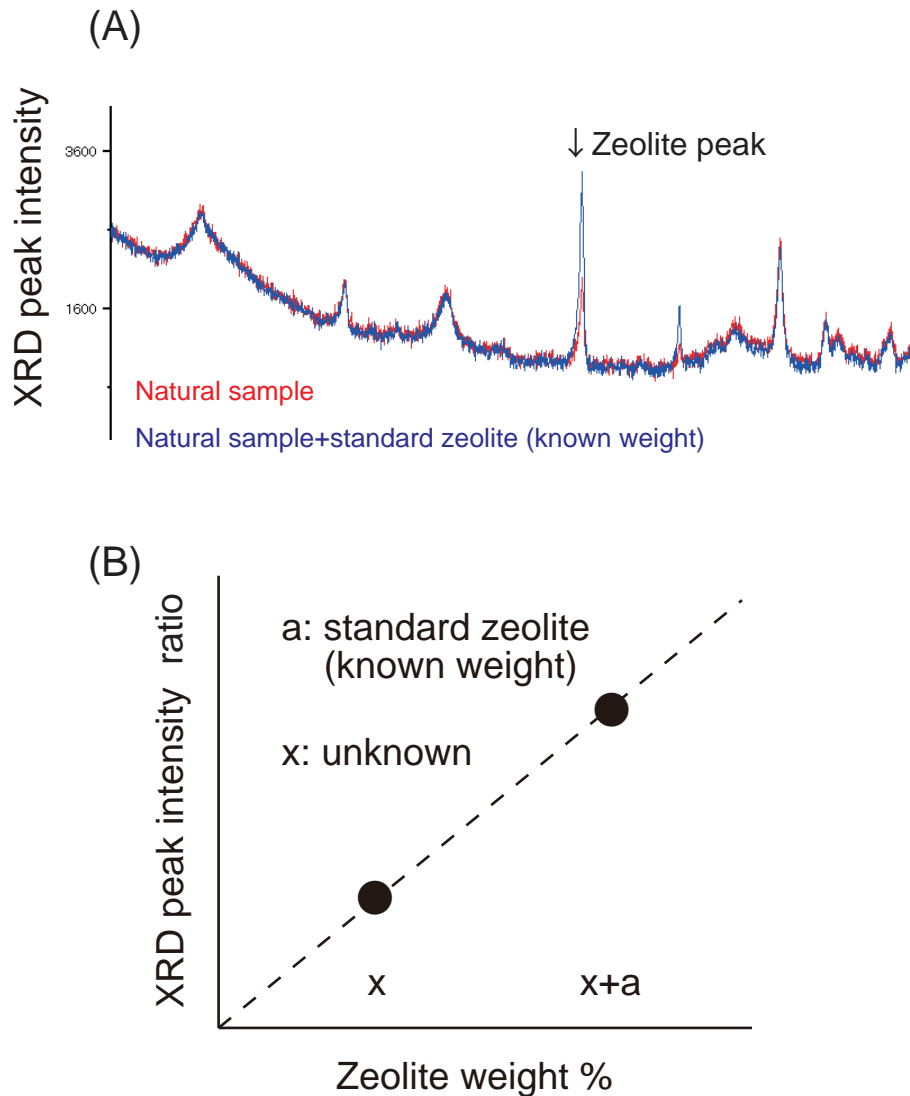 (A)
XRD peak intensity
3600
1600
↓ Zeolite peak
Natural sample
Natural sample+standard zeolite (known weight)
(B)
XRD peak intensity ratio
a: standard zeolite
(known weight)
x: unknown
x
x+a
Zeolite weight %